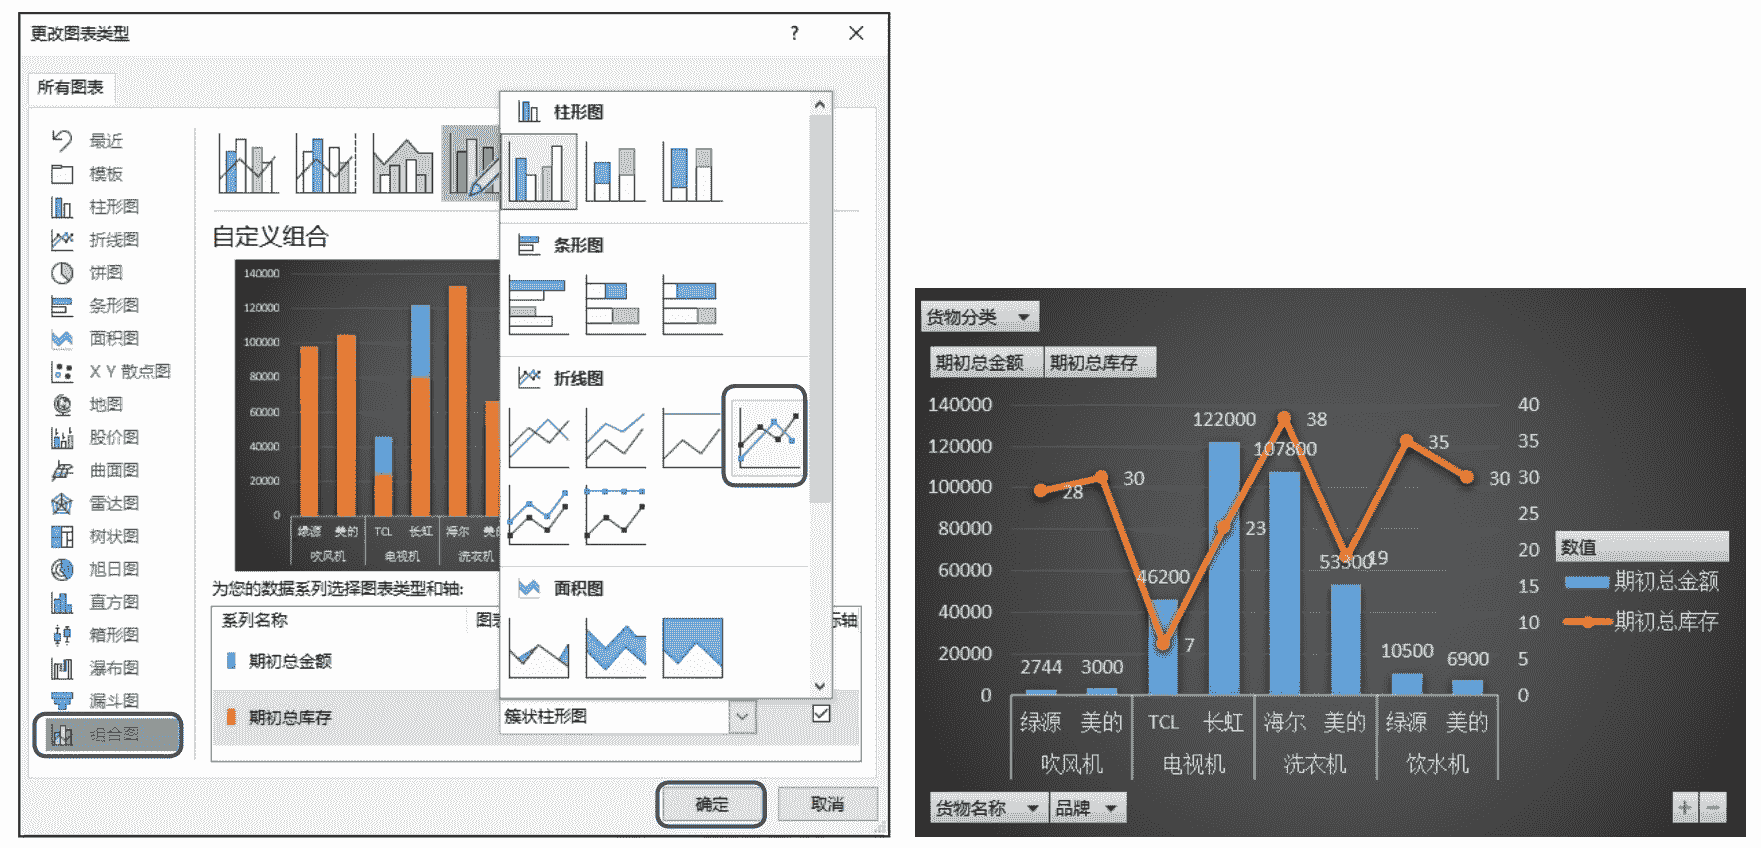 更改图表类型
?
所有图表
最近
模板
柱形图
折线图
饼图
条形图
面积图
X Y 散点图
地图
股价图
曲面图
雷达图
树状图
旭日图
直方图
箱形图
瀑布图
漏斗图
组合图
自定义组合
140000
120000
100000
80000
60000
40000
20000
0
绿源 美的 TCL 长虹 海尔 美的
吹风机 电视机 洗衣机
为您的数据系列选择图表类型和轴:
系列名称 图表 标轴
期初总金额
期初总库存
簇状柱形图
柱形图
条形图
折线图
面积图
确定 取消
货物分类
期初总金额 期初总库存
140000
120000
100000
80000
60000
40000
20000
0
2744
3000
46200
122000
107800
53300
10500
6900
28
30
7
23
38
19
35
30
40
35
30
25
20
15
10
5
0
绿源 美的 TCL 长虹 海尔 美的 绿源 美的
吹风机 电视机 洗衣机 饮水机
数值
期初总金额
期初总库存
货物名称 品牌
+ −